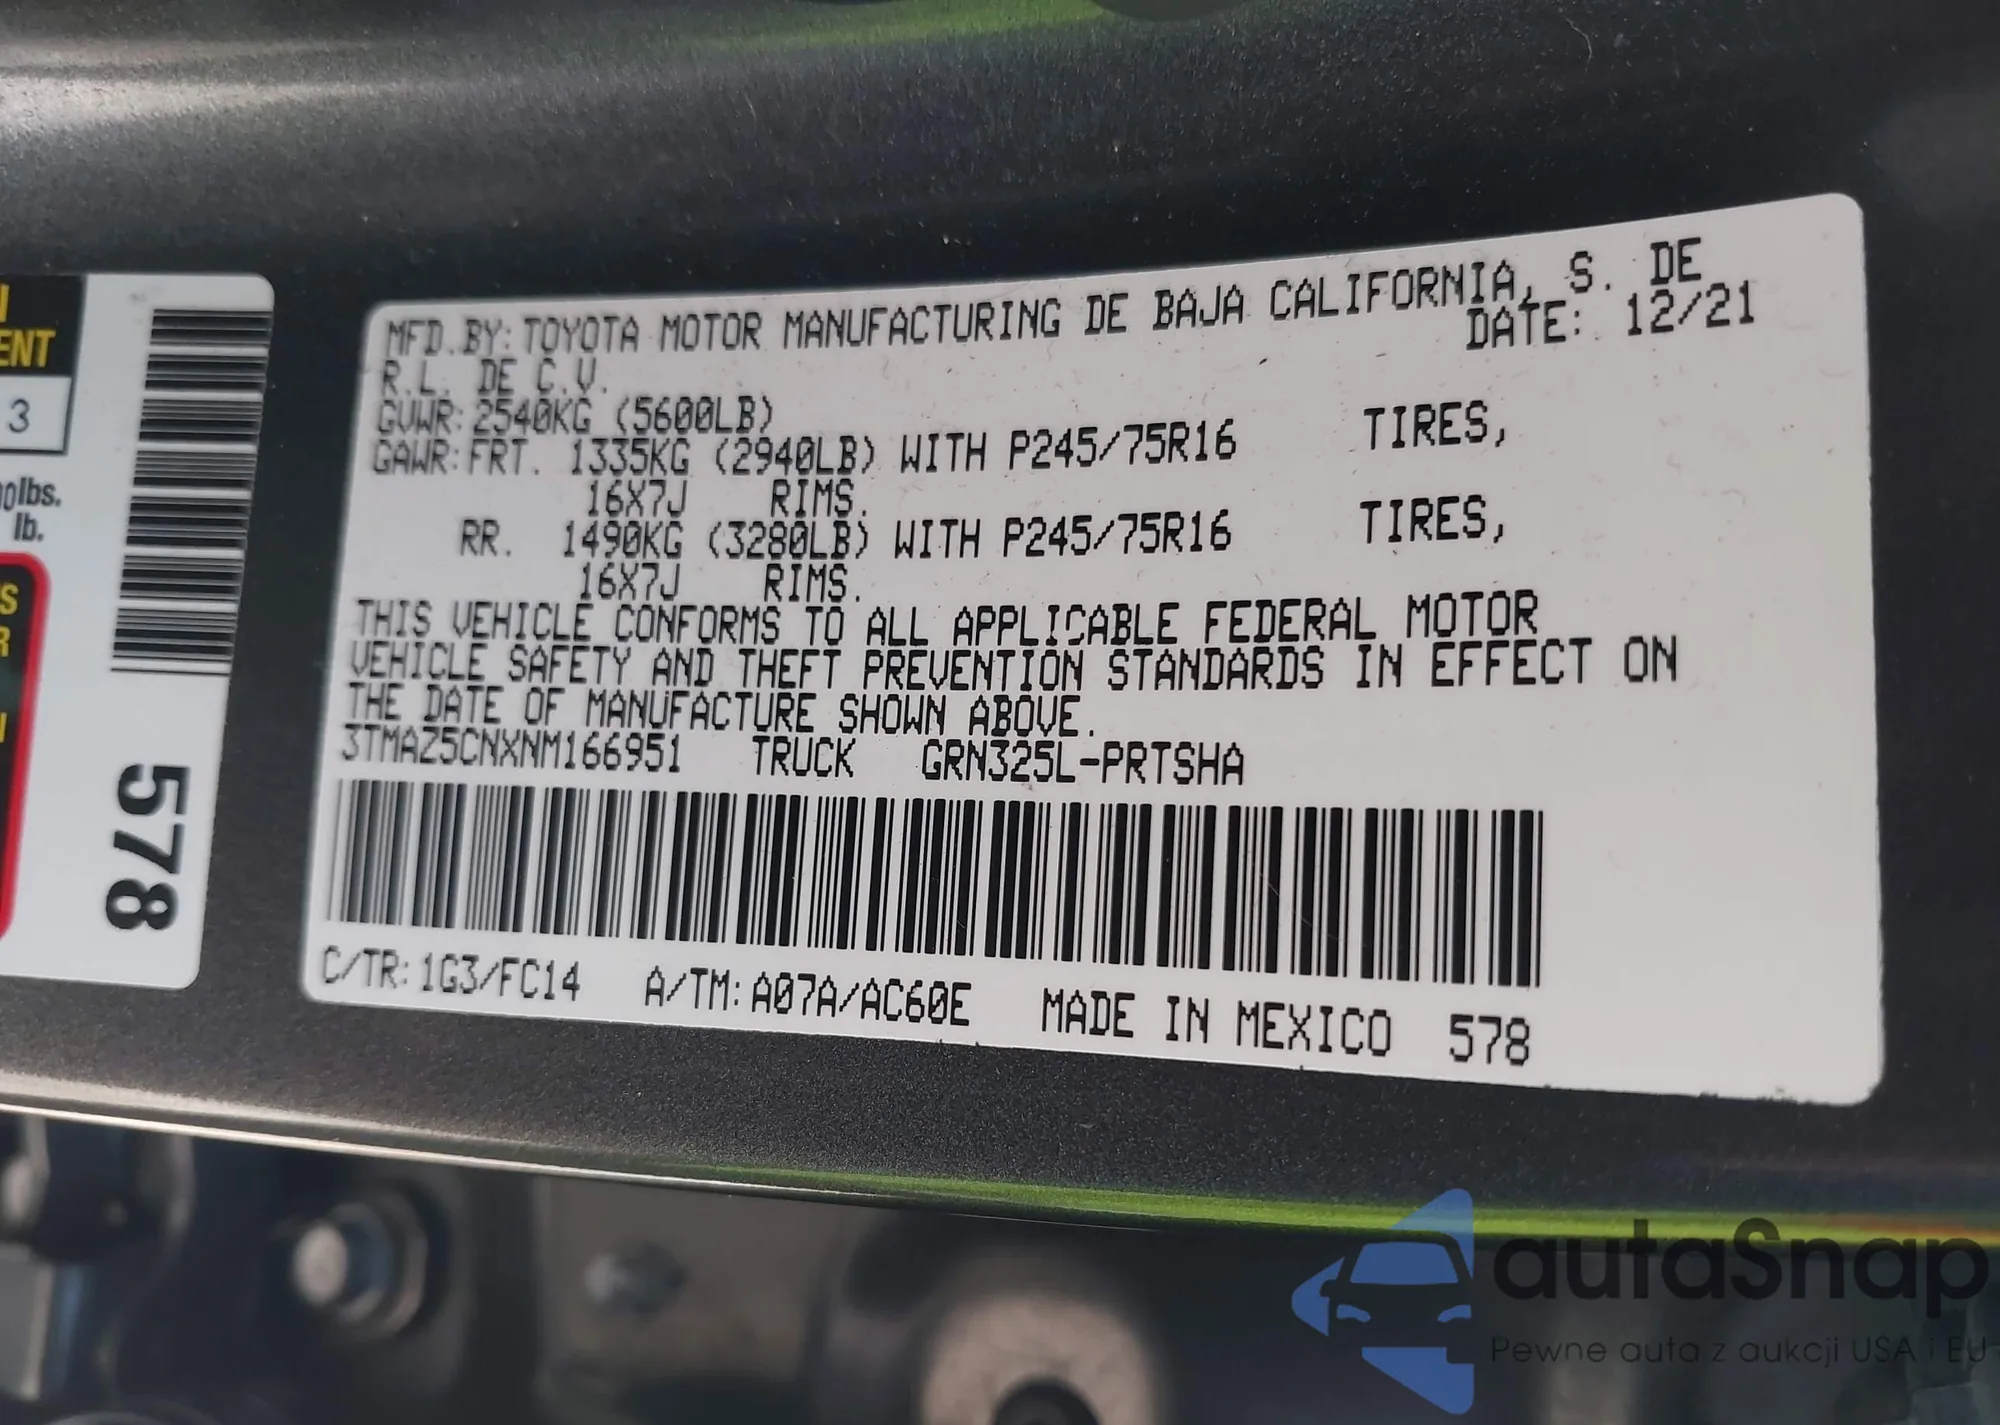 MFD.BY:TOYOTA MOTOR MANUFACTURING DE BAJA CALIFORNIA, S. DE
R.L. DE C.V. DATE: 12/21
GVWR:2540KG (5600LB)
GAWR:FRT. 1335KG (2940LB) WITH P245/75R16 TIRES,
16X7J RIMS.
RR. 1490KG (3280LB) WITH P245/75R16 TIRES,
16X7J RIMS.
THIS VEHICLE CONFORMS TO ALL APPLICABLE FEDERAL MOTOR
VEHICLE SAFETY AND THEFT PREVENTION STANDARDS IN EFFECT ON
THE DATE OF MANUFACTURE SHOWN ABOVE.
3TMAZ5CNXNM166951 TRUCK GRN325L-PRTSHA
C/TR:1G3/FC14 A/TM:A07A/AC60E MADE IN MEXICO 578
3
lbs.
lb.
578
autaSnap
Pewne auta z aukcji USA i EU